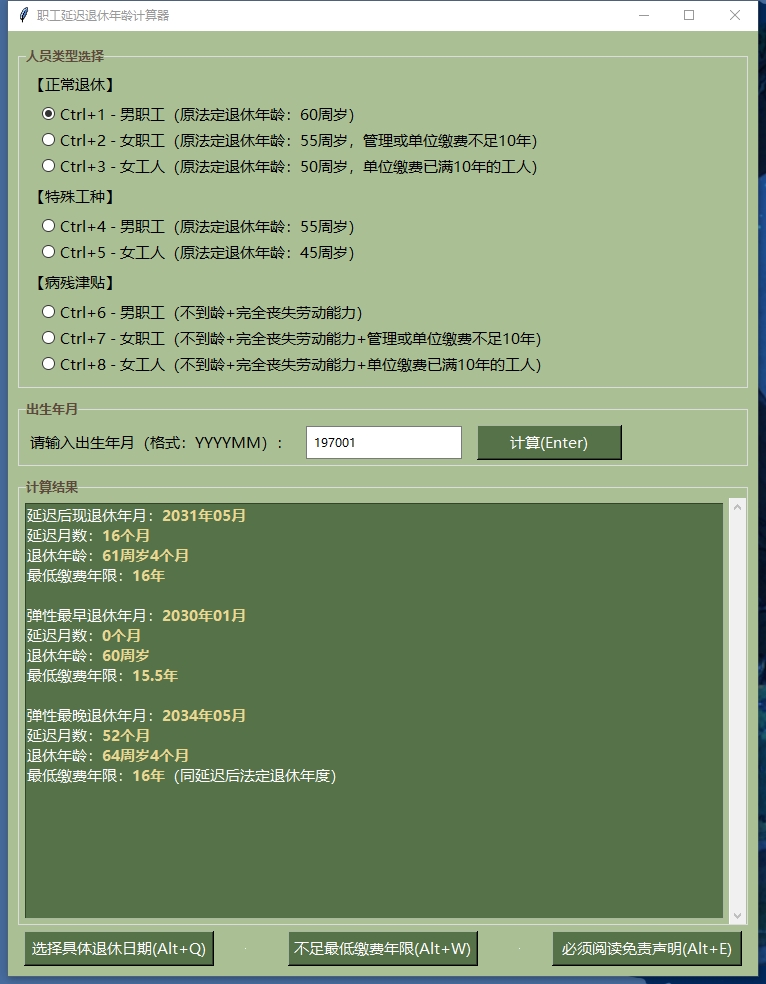 职工延迟退休年龄计算器
人员类型选择
【正常退休】
Ctrl+1 - 男职工（原法定退休年龄：60周岁）
Ctrl+2 - 女职工（原法定退休年龄：55周岁，管理或单位缴费不足10年）
Ctrl+3 - 女工人（原法定退休年龄：50周岁，单位缴费已满10年的工人）
【特殊工种】
Ctrl+4 - 男职工（原法定退休年龄：55周岁）
Ctrl+5 - 女工人（原法定退休年龄：45周岁）
【病残津贴】
Ctrl+6 - 男职工（不到龄+完全丧失劳动能力）
Ctrl+7 - 女职工（不到龄+完全丧失劳动能力+管理或单位缴费不足10年）
Ctrl+8 - 女工人（不到龄+完全丧失劳动能力+单位缴费已满10年的工人）
出生年月
请输入出生年月（格式：YYYYMM）： 197001 计算(Enter)
计算结果
延迟后现退休年月：2031年05月
延迟月数：16个月
退休年龄：61周岁4个月
最低缴费年限：16年
弹性最早退休年月：2030年01月
延迟月数：0个月
退休年龄：60周岁
最低缴费年限：15.5年
弹性最晚退休年月：2034年05月
延迟月数：52个月
退休年龄：64周岁4个月
最低缴费年限：16年（同延迟后法定退休年度）
选择具体退休日期(Alt+Q) 不足最低缴费年限(Alt+W) 必须阅读免责声明(Alt+E)